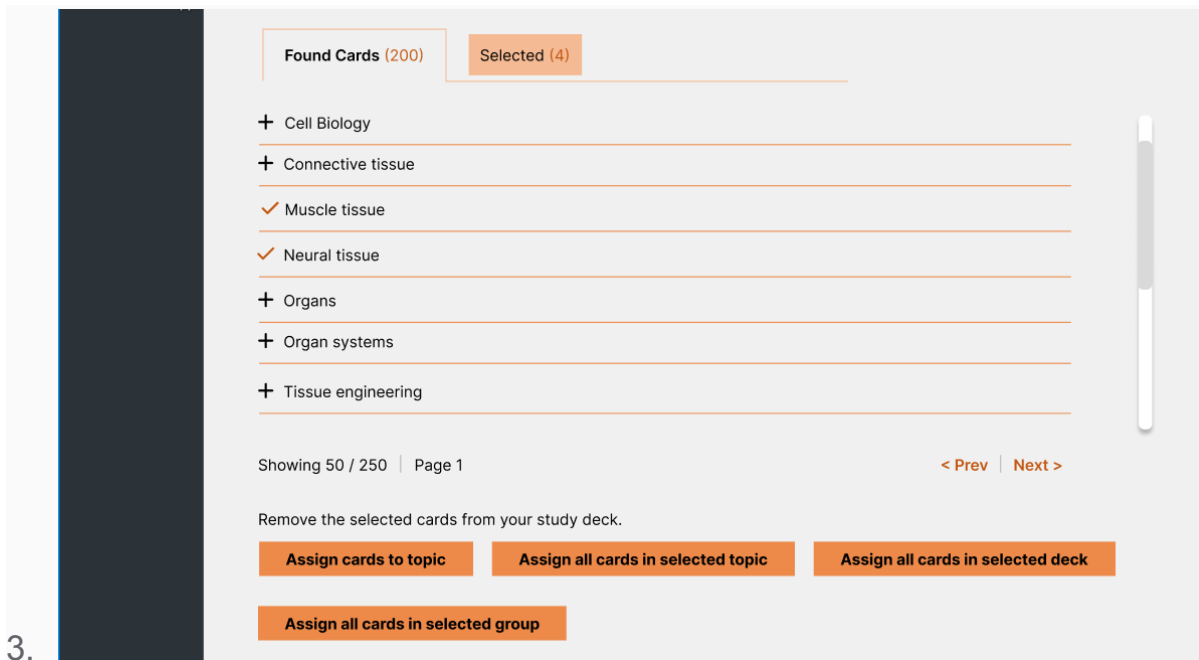 Found Cards (200) Selected (4)
Cell Biology
Connective tissue
Muscle tissue
Neural tissue
Organs
Organ systems
Tissue engineering
Showing 50 / 250 | Page 1 < Prev | Next >
Remove the selected cards from your study deck.
Assign cards to topic Assign all cards in selected topic Assign all cards in selected deck
Assign all cards in selected group
3.